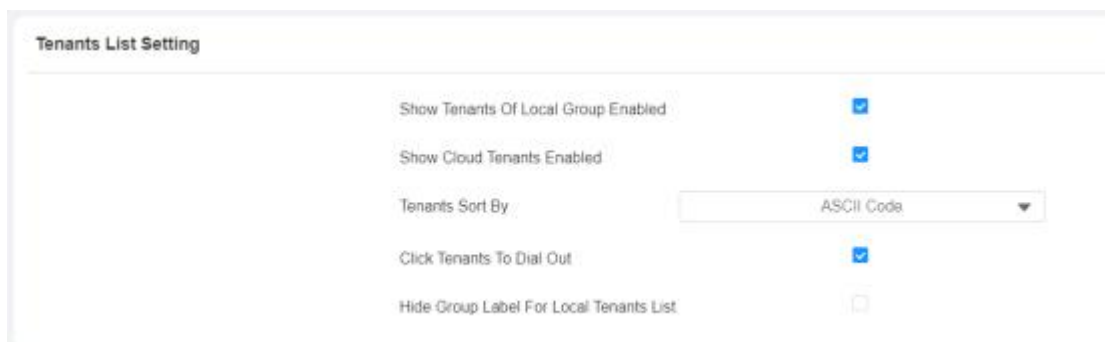 Tenants List Setting
Show Tenants Of Local Group Enabled
Show Cloud Tenants Enabled
Tenants Sort By ASCII Code
Click Tenants To Dial Out
Hide Group Label For Local Tenants List